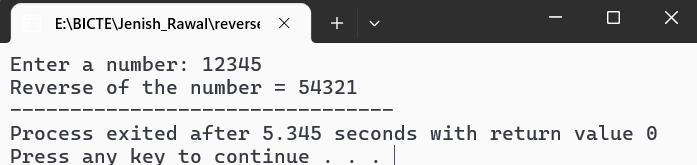 E:\BICTE\Jenish_Rawal\reverse
Enter a number: 12345
Reverse of the number = 54321
--------------------------------
Process exited after 5.345 seconds with return value 0
Press any key to continue . . .